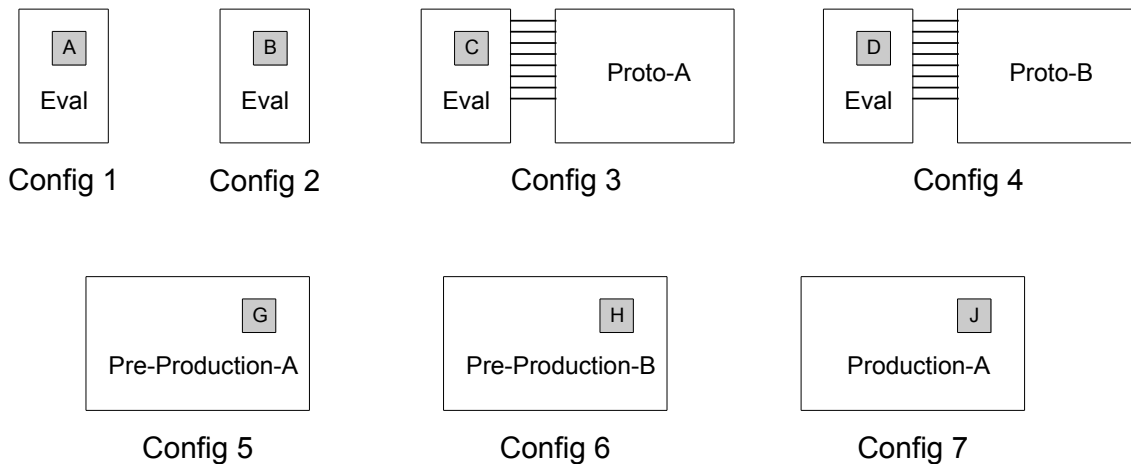 A
B
C
D
Eval
Eval
Eval
Proto-A
Eval
Proto-B
Config 1
Config 2
Config 3
Config 4
G
H
J
Pre-Production-A
Pre-Production-B
Production-A
Config 5
Config 6
Config 7